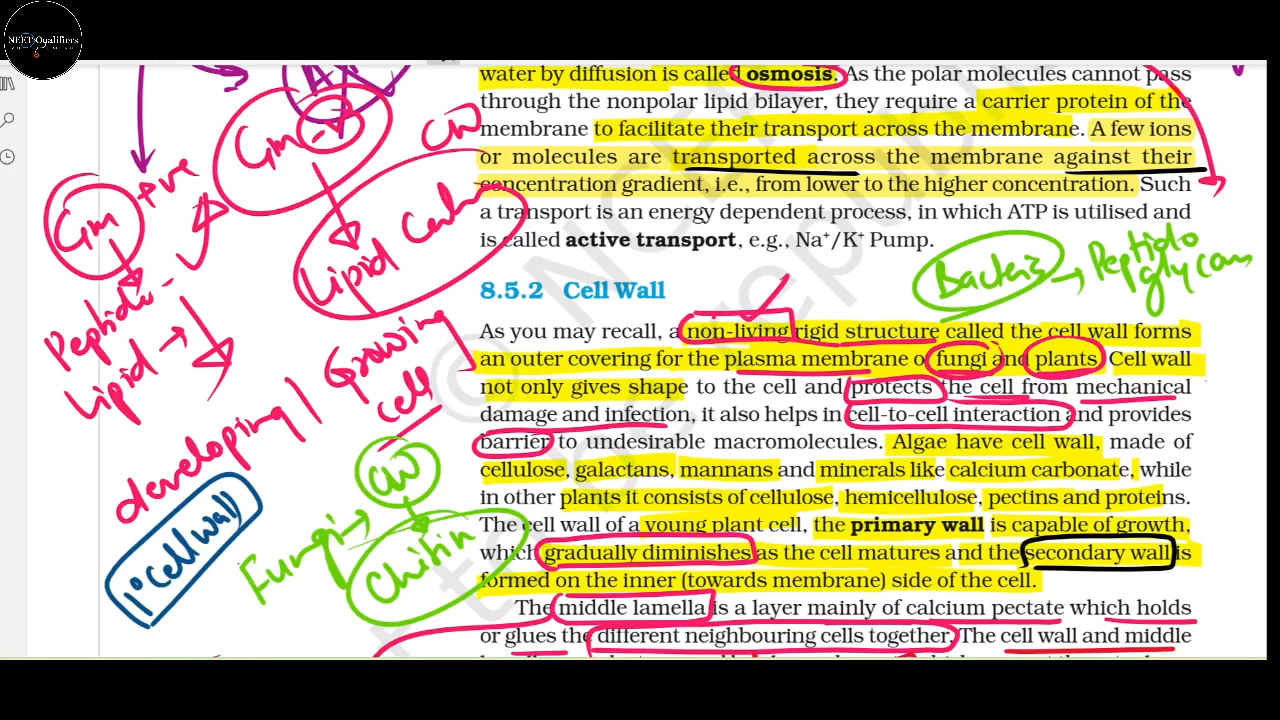 NEET Qualifiers
water by diffusion is called osmosis. As the polar molecules cannot pass
through the nonpolar lipid bilayer, they require a carrier protein of the
membrane to facilitate their transport across the membrane. A few ions
or molecules are transported across the membrane against their
concentration gradient, i.e., from lower to the higher concentration. Such
a transport is an energy dependent process, in which ATP is utilised and
is called active transport, e.g., Na+/K+ Pump.
8.5.2 Cell Wall
As you may recall, a non-living rigid structure called the cell wall forms
an outer covering for the plasma membrane of fungi and plants. Cell wall
not only gives shape to the cell and protects the cell from mechanical
damage and infection, it also helps in cell-to-cell interaction and provides
barrier to undesirable macromolecules. Algae have cell wall, made of
cellulose, galactans, mannans and minerals like calcium carbonate, while
in other plants it consists of cellulose, hemicellulose, pectins and proteins.
The cell wall of a young plant cell, the primary wall is capable of growth,
which gradually diminishes as the cell matures and the secondary wall is
formed on the inner (towards membrane) side of the cell.
The middle lamella is a layer mainly of calcium pectate which holds
or glues the different neighbouring cells together. The cell wall and middle
Gm -ve
CW
Gm +ve
Lipid
Peptido -
Lipid
Growing
cell
developing /
1° cell wall
CW
Fungi
Chitin
Peptido
glycan